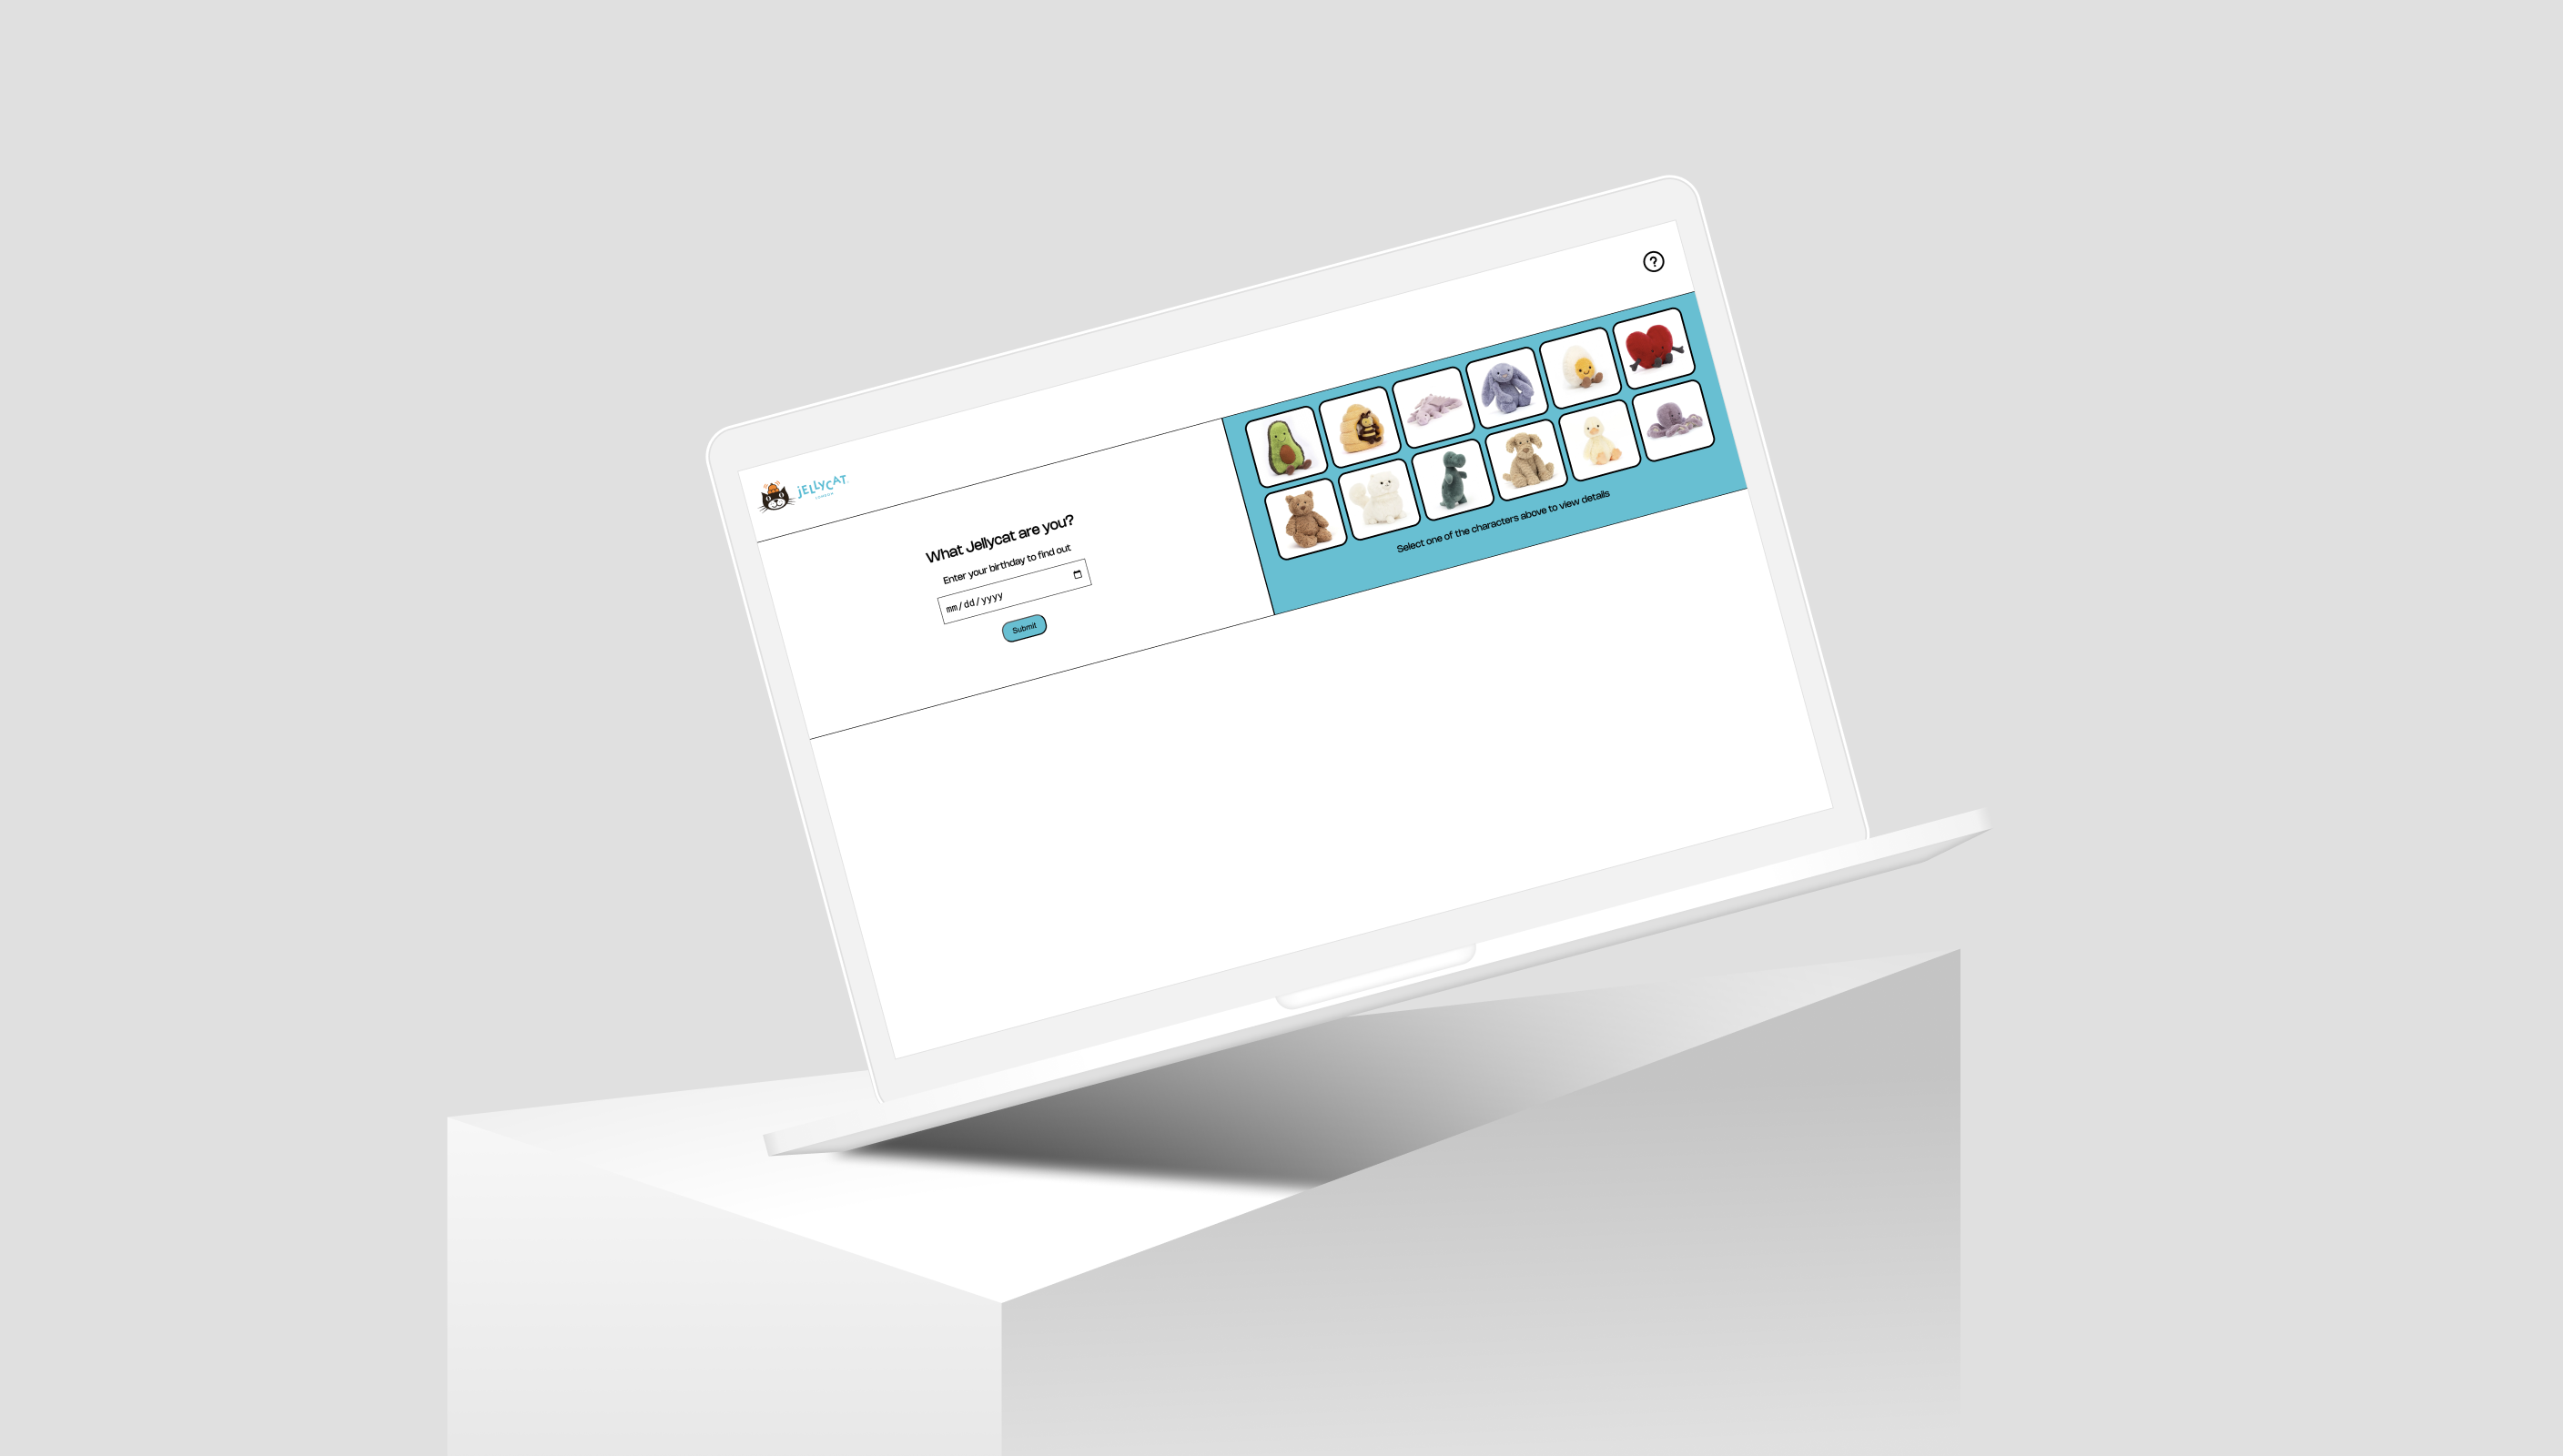 jELLyCAT
LONDON
?
What Jellycat are you?
Enter your birthday to find out
mm/dd/yyyy
Submit
Select one of the characters above to view details